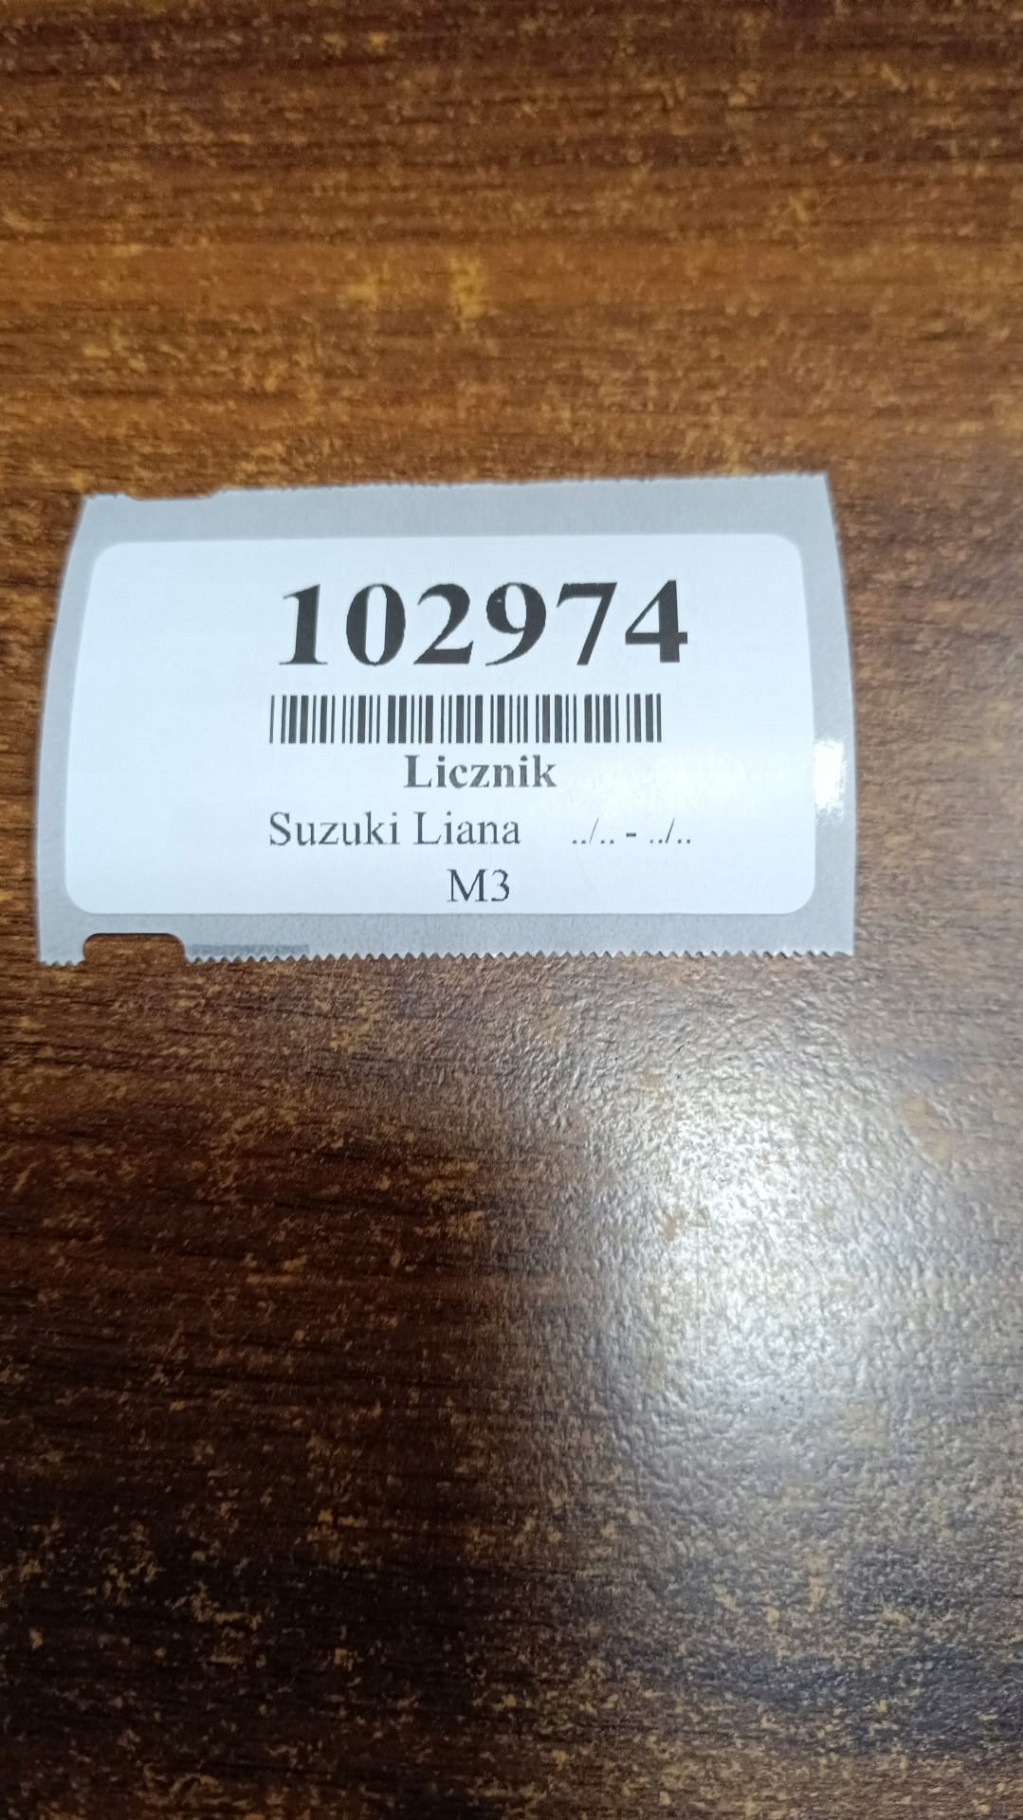 102974
Licznik
Suzuki Liana ../.. - ../..
M3